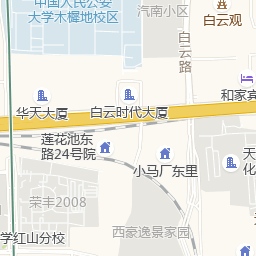 中国人民公安
大学木樨地校区
汽南小区
白云观
白云路
和家宾
华天大厦
白云时代大厦
莲花池东
路24号院
小马厂东里
天
化
荣丰2008
学红山分校
西豪逸景家园